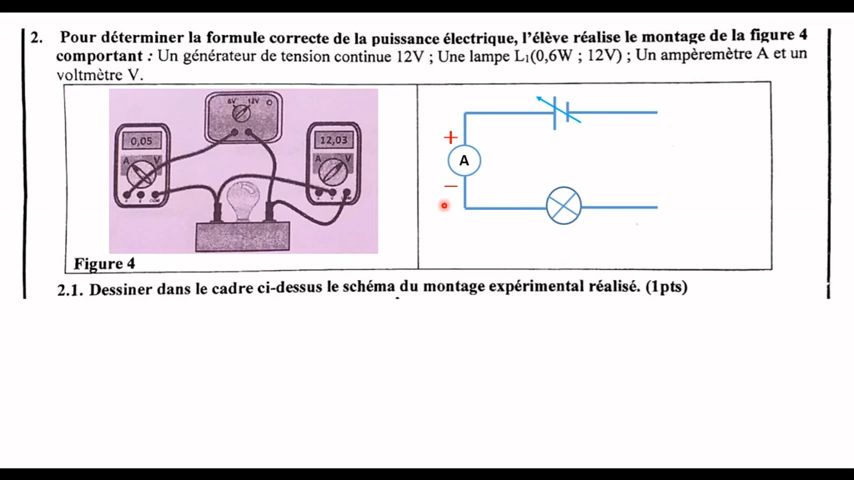 2. Pour déterminer la formule correcte de la puissance électrique, l'élève réalise le montage de la figure 4
comportant : Un générateur de tension continue 12V ; Une lampe L₁(0,6W ; 12V) ; Un ampèremètre A et un
voltmètre V.
6V 12V
0,05
12,03
A V
A V
+
A
−
Figure 4
2.1. Dessiner dans le cadre ci-dessus le schéma du montage expérimental réalisé. (1pts)